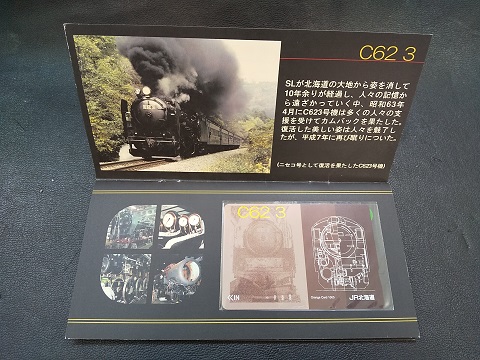 C62 3
SLが北海道の大地から姿を消して
10年余りが経過し、人々の記憶か
ら遠ざかっていく中、昭和63年
4月にC623号機は多くの人々の支
援を受けてカムバックを果たした。
復活した美しい姿は人々を魅了し
たが、平成7年に再び眠りについた。
(ニセコ号として復活を果たしたC623号機)
C62 3
≪IN
Orange Card 1000
JR北海道